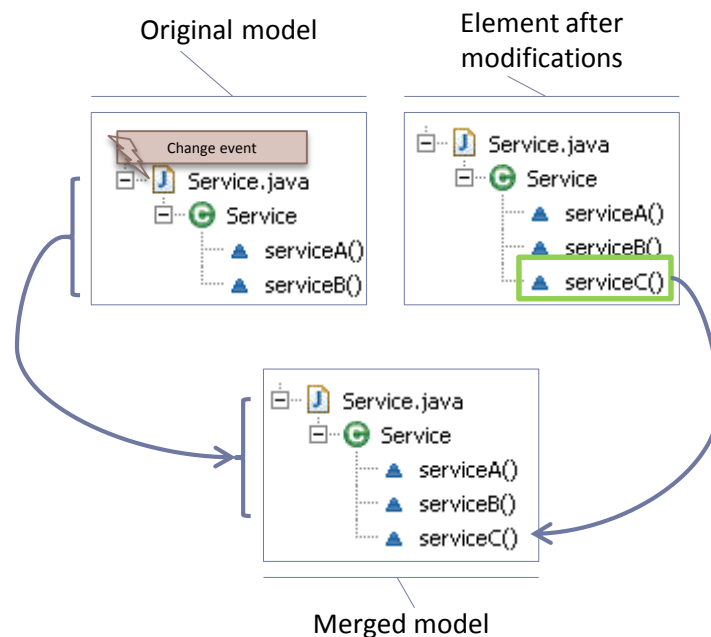 Original model
Element after
modifications
Change event
Service.java
Service
serviceA()
serviceB()
Service.java
Service
serviceA()
serviceB()
serviceC()
Service.java
Service
serviceA()
serviceB()
serviceC()
Merged model